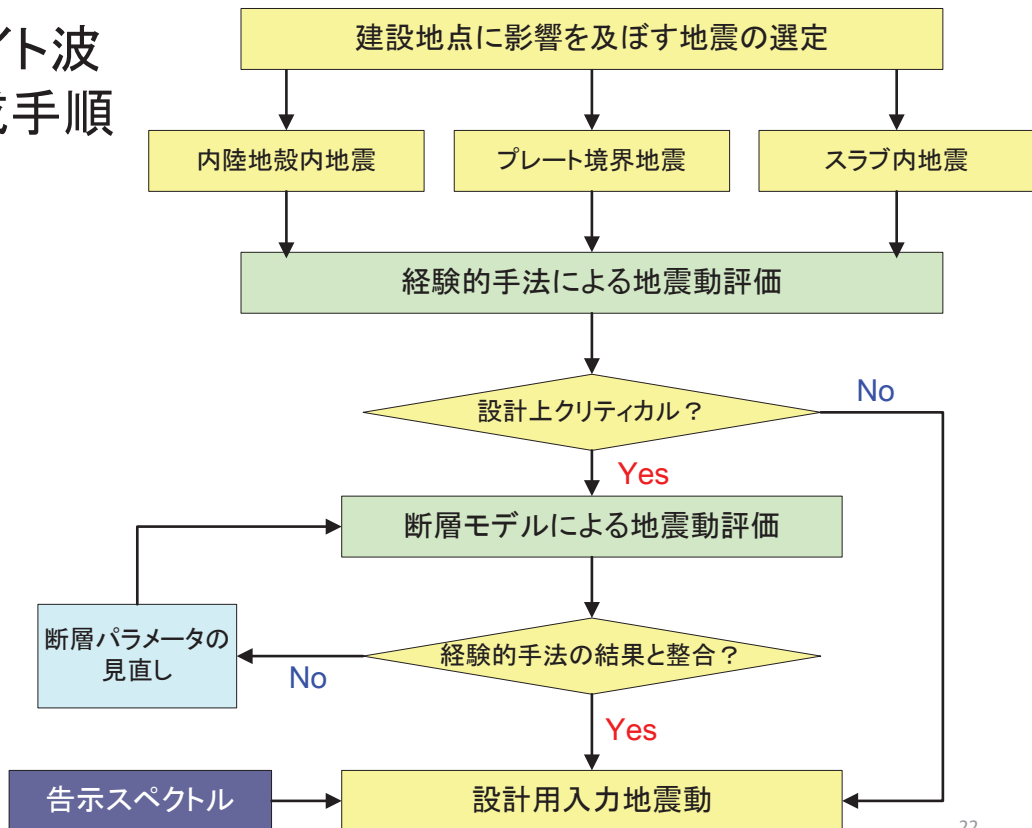 イト波
成手順
建設地点に影響を及ぼす地震の選定
内陸地殻内地震
プレート境界地震
スラブ内地震
経験的手法による地震動評価
設計上クリティカル？
No
Yes
断層モデルによる地震動評価
断層パラメータの
見直し
経験的手法の結果と整合？
No
Yes
告示スペクトル
設計用入力地震動
22